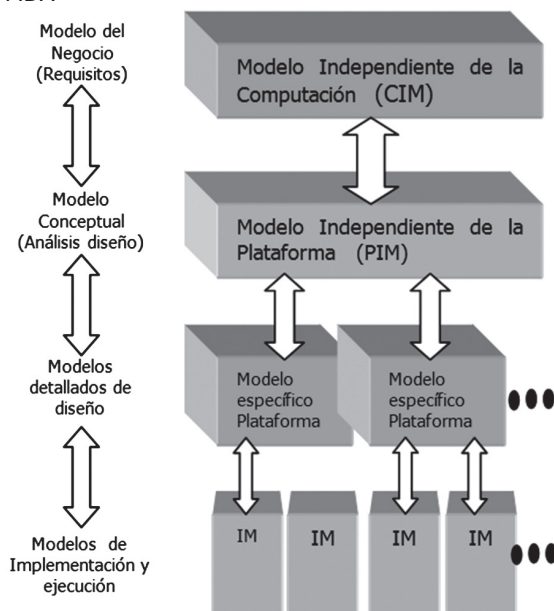 Modelo del
Negocio
(Requisitos)
Modelo Independiente de la
Computación (CIM)
Modelo
Conceptual
(Análisis diseño)
Modelo Independiente de la
Plataforma (PIM)
Modelos
detallados de
diseño
Modelo
específico
Plataforma
Modelo
específico
Plataforma
Modelos de
Implementación y
ejecución
IM
IM
IM
IM